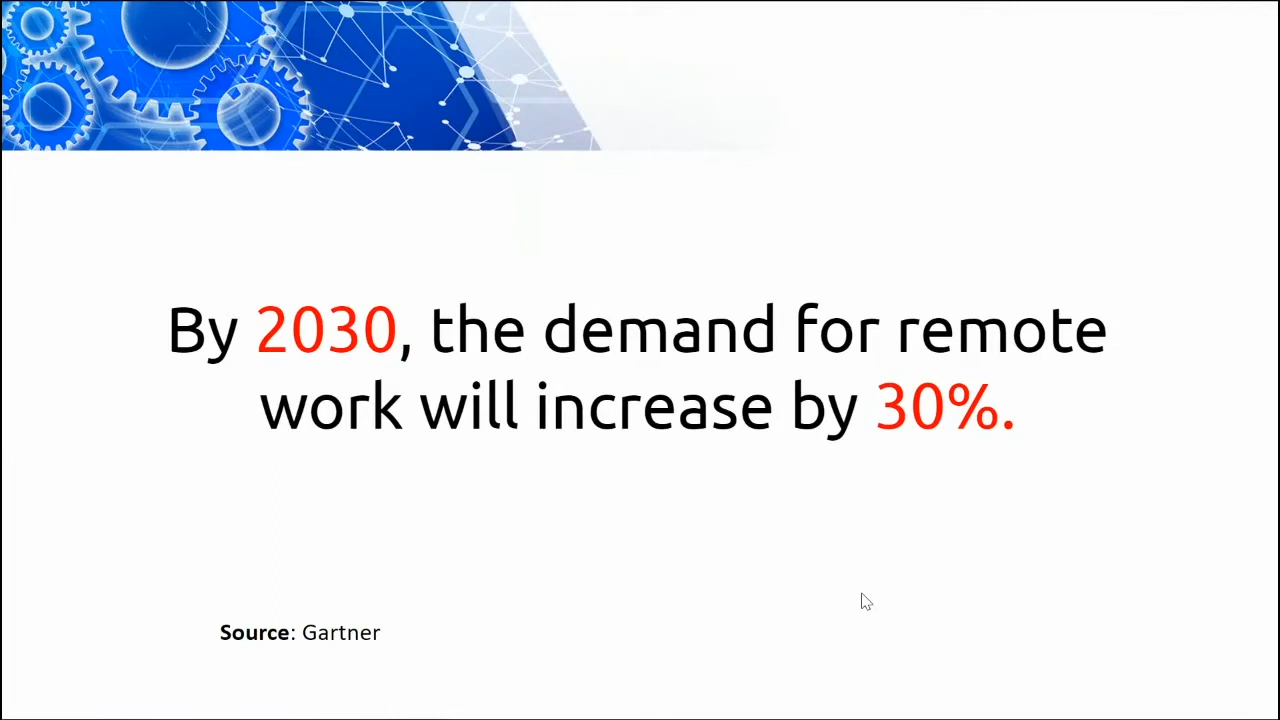 By 2030, the demand for remote
work will increase by 30%.
Source: Gartner